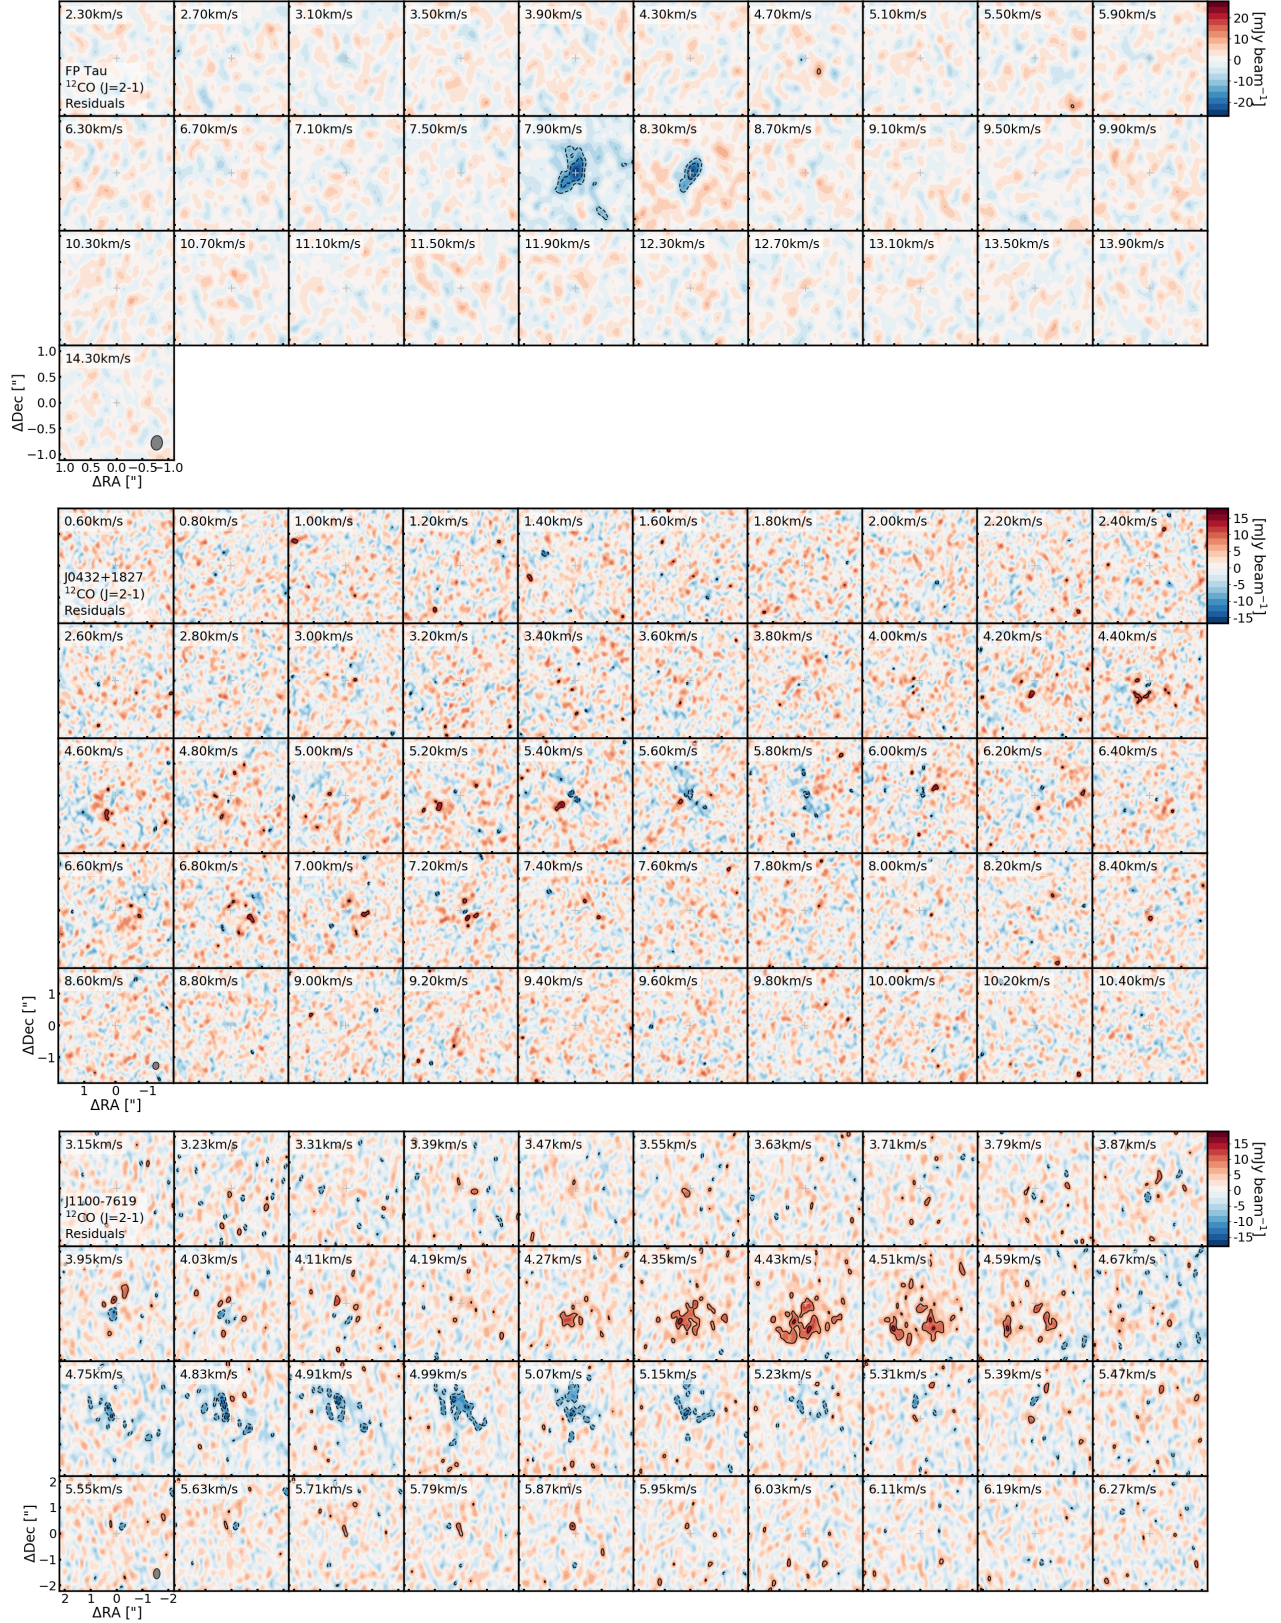 2.30km/s 2.70km/s 3.10km/s 3.50km/s 3.90km/s 4.30km/s 4.70km/s 5.10km/s 5.50km/s 5.90km/s
FP Tau
¹²CO (J=2-1)
Residuals
20
10
0
-10
-20
[mJy beam⁻¹]
6.30km/s 6.70km/s 7.10km/s 7.50km/s 7.90km/s 8.30km/s 8.70km/s 9.10km/s 9.50km/s 9.90km/s
10.30km/s 10.70km/s 11.10km/s 11.50km/s 11.90km/s 12.30km/s 12.70km/s 13.10km/s 13.50km/s 13.90km/s
14.30km/s
1.0
0.5
0.0
−0.5
−1.0
ΔDec ["]
1.0 0.5 0.0 −0.5 −1.0
ΔRA ["]
0.60km/s 0.80km/s 1.00km/s 1.20km/s 1.40km/s 1.60km/s 1.80km/s 2.00km/s 2.20km/s 2.40km/s
J0432+1827
¹²CO (J=2-1)
Residuals
15
10
5
0
-5
-10
-15
[mJy beam⁻¹]
2.60km/s 2.80km/s 3.00km/s 3.20km/s 3.40km/s 3.60km/s 3.80km/s 4.00km/s 4.20km/s 4.40km/s
4.60km/s 4.80km/s 5.00km/s 5.20km/s 5.40km/s 5.60km/s 5.80km/s 6.00km/s 6.20km/s 6.40km/s
6.60km/s 6.80km/s 7.00km/s 7.20km/s 7.40km/s 7.60km/s 7.80km/s 8.00km/s 8.20km/s 8.40km/s
8.60km/s 8.80km/s 9.00km/s 9.20km/s 9.40km/s 9.60km/s 9.80km/s 10.00km/s 10.20km/s 10.40km/s
1
0
−1
ΔDec ["]
1 0 −1
ΔRA ["]
3.15km/s 3.23km/s 3.31km/s 3.39km/s 3.47km/s 3.55km/s 3.63km/s 3.71km/s 3.79km/s 3.87km/s
J1100-7619
¹²CO (J=2-1)
Residuals
15
10
5
0
-5
-10
-15
[mJy beam⁻¹]
3.95km/s 4.03km/s 4.11km/s 4.19km/s 4.27km/s 4.35km/s 4.43km/s 4.51km/s 4.59km/s 4.67km/s
4.75km/s 4.83km/s 4.91km/s 4.99km/s 5.07km/s 5.15km/s 5.23km/s 5.31km/s 5.39km/s 5.47km/s
5.55km/s 5.63km/s 5.71km/s 5.79km/s 5.87km/s 5.95km/s 6.03km/s 6.11km/s 6.19km/s 6.27km/s
2
1
0
−1
−2
ΔDec ["]
2 1 0 −1 −2
ΔRA ["]